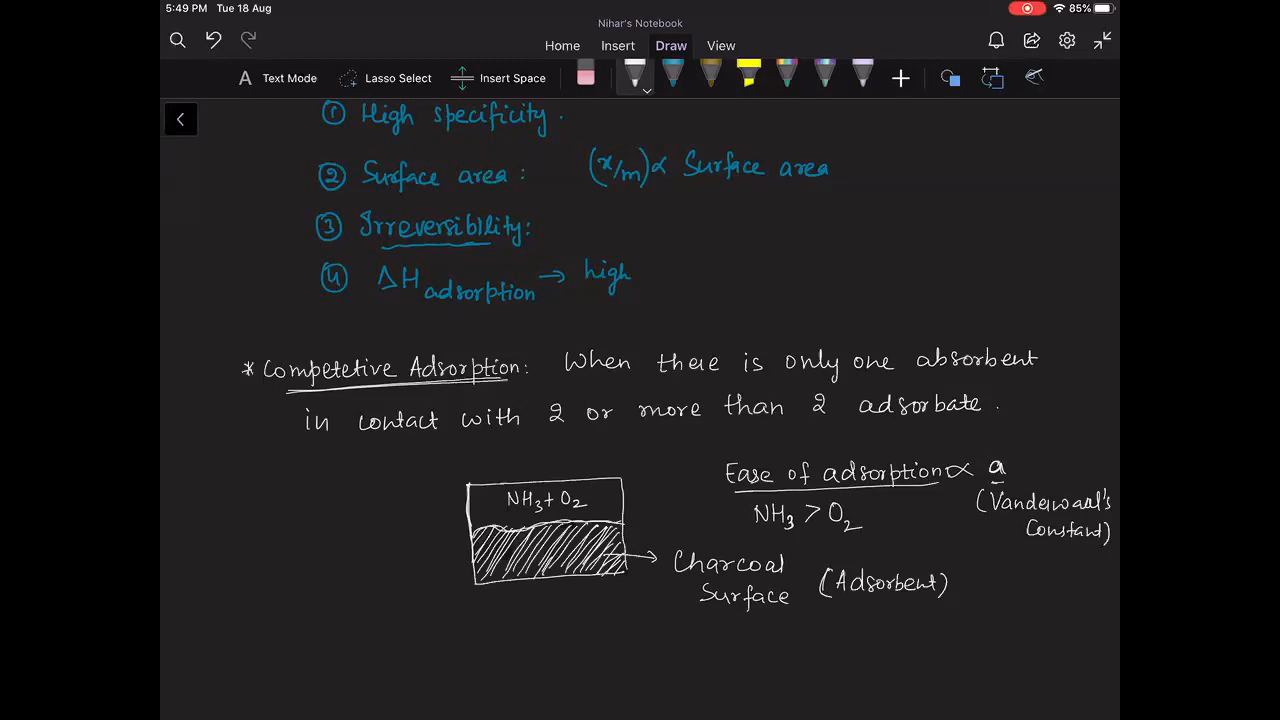 5:49 PM Tue 18 Aug
85%
Nihar's Notebook
Home Insert Draw View
Text Mode Lasso Select Insert Space
① High specificity.
② Surface area: (x/m) ∝ Surface area
③ Irreversibility:
④ ΔH adsorption → high
* Competetive Adsorption: When there is only one absorbent
in contact with 2 or more than 2 adsorbate.
Ease of adsorption ∝ a
(Vanderwaal's
Constant)
NH₃ > O₂
NH₃ + O₂
Charcoal
Surface (Adsorbent)